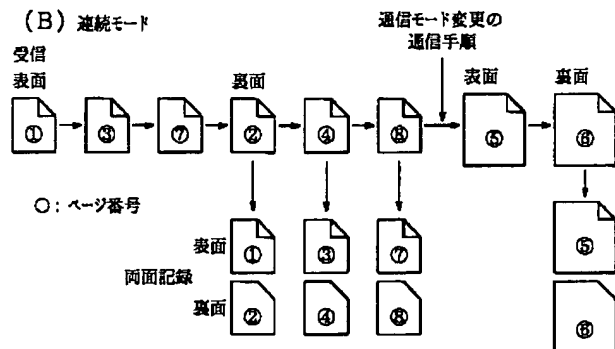 (B) 連続モード
通信モード変更の
通信手順
受信
表面
裏面
表面
裏面
① ③ ⑦ ② ④ ⑧ ⑤ ⑥
○: ページ番号
表面
① ③ ⑦ ⑤
両面記録
裏面
② ④ ⑧ ⑥